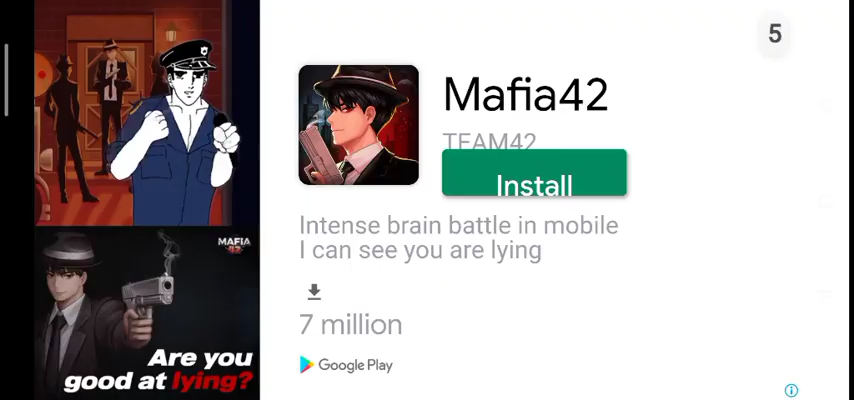 5
Mafia42
TEAM42
Install
Intense brain battle in mobile
I can see you are lying
7 million
Google Play
MAFIA
42
Are you
good at lying?